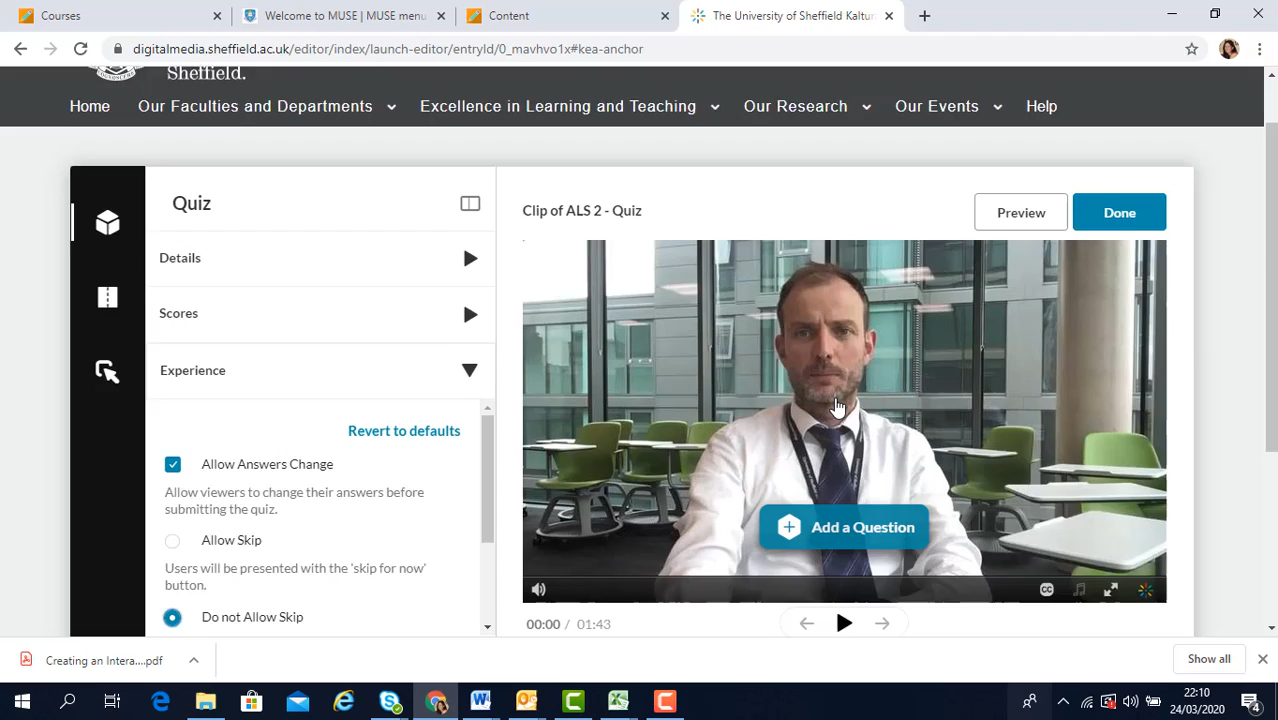 Courses
Welcome to MUSE | MUSE menu
Content
The University of Sheffield Kaltura
digitalmedia.sheffield.ac.uk/editor/index/launch-editor/entryId/0_mavhvo1x#kea-anchor
Sheffield.
Home Our Faculties and Departments Excellence in Learning and Teaching Our Research Our Events Help
Quiz
Clip of ALS 2 - Quiz
Preview
Done
Details
Scores
Experience
Revert to defaults
Allow Answers Change
Allow viewers to change their answers before
submitting the quiz.
Allow Skip
Users will be presented with the 'skip for now'
button.
Do not Allow Skip
Add a Question
CC
00:00 / 01:43
Creating an Intera....pdf
Show all
22:10
24/03/2020
4